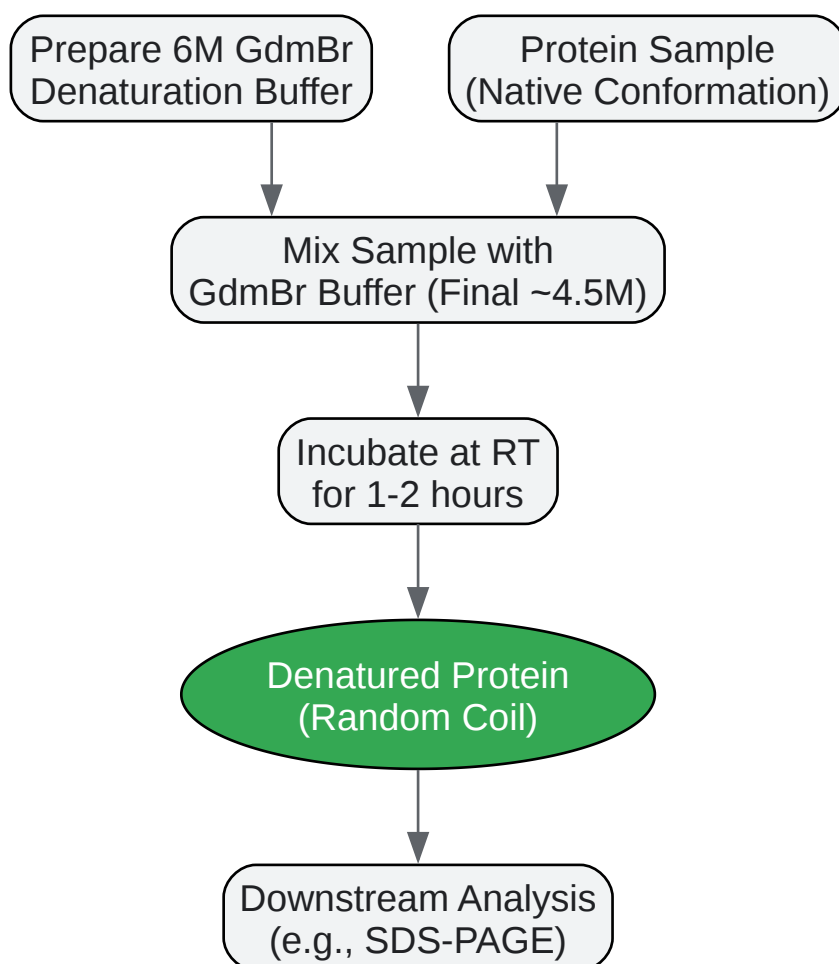 Prepare 6M GdmBr
Denaturation Buffer
Protein Sample
(Native Conformation)
Mix Sample with
GdmBr Buffer (Final ~4.5M)
Incubate at RT
for 1-2 hours
Denatured Protein
(Random Coil)
Downstream Analysis
(e.g., SDS-PAGE)